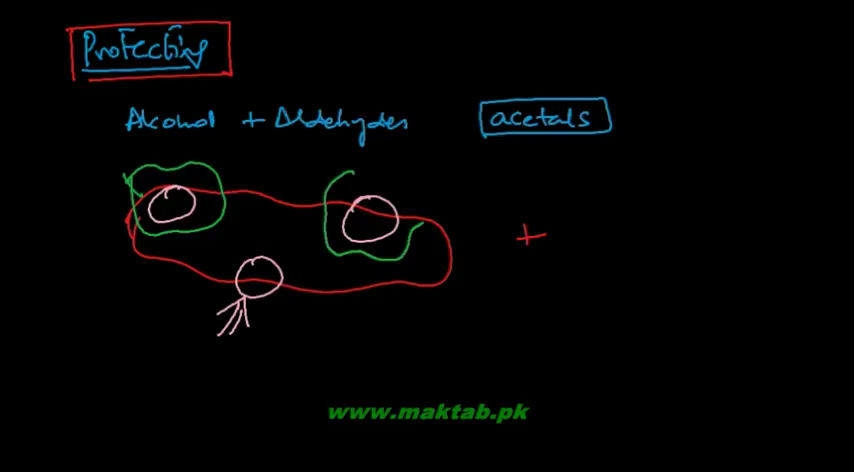 Protecting
Alcohol + Aldehydes acetals
+
www.maktab.pk